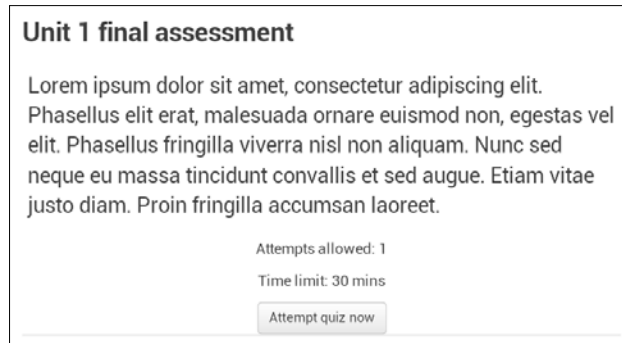 Unit 1 final assessment
Lorem ipsum dolor sit amet, consectetur adipiscing elit.
Phasellus elit erat, malesuada ornare euismod non, egestas vel
elit. Phasellus fringilla viverra nisl non aliquam. Nunc sed
neque eu massa tincidunt convallis et sed augue. Etiam vitae
justo diam. Proin fringilla accumsan laoreet.
Attempts allowed: 1
Time limit: 30 mins
Attempt quiz now